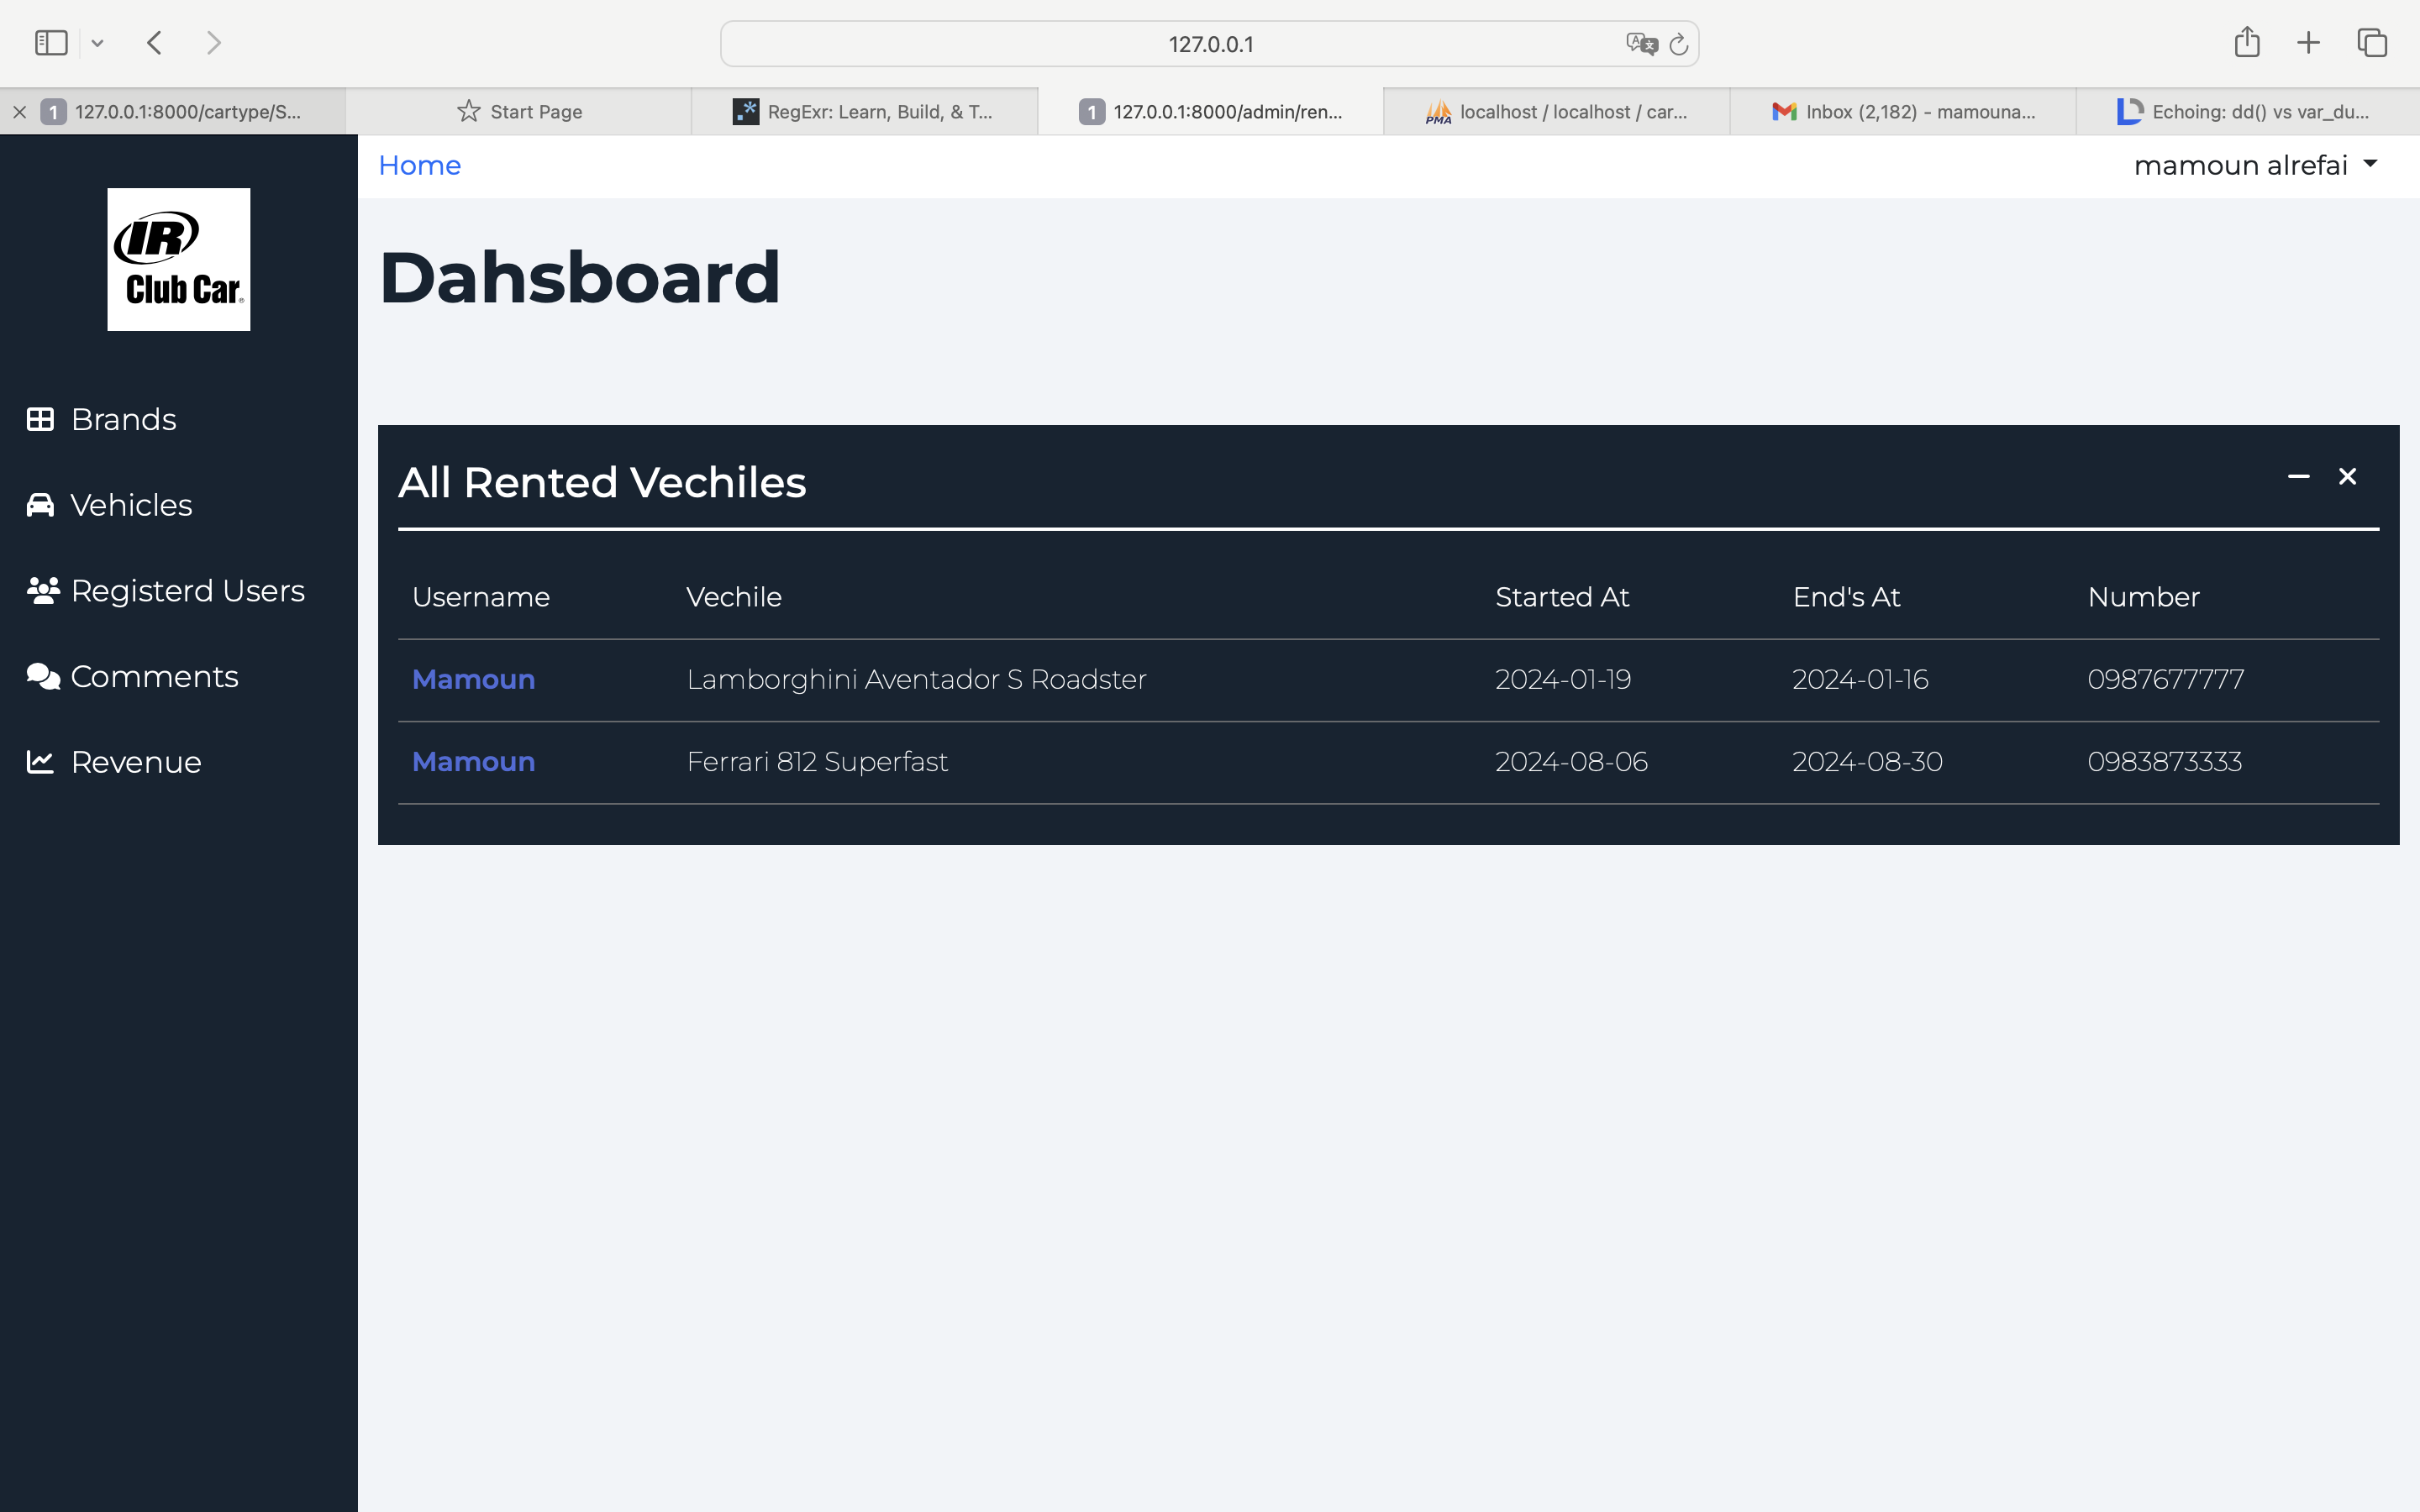 127.0.0.1
1 127.0.0.1:8000/cartype/S...
Start Page
RegExr: Learn, Build, & T...
1 127.0.0.1:8000/admin/ren...
PMA localhost / localhost / car...
Inbox (2,182) - mamouna...
Echoing: dd() vs var_du...
Home
mamoun alrefai
IR
Club Car
Dahsboard
Brands
Vehicles
Registerd Users
Comments
Revenue
All Rented Vechiles
Username Vechile Started At End's At Number
Mamoun Lamborghini Aventador S Roadster 2024-01-19 2024-01-16 0987677777
Mamoun Ferrari 812 Superfast 2024-08-06 2024-08-30 0983873333